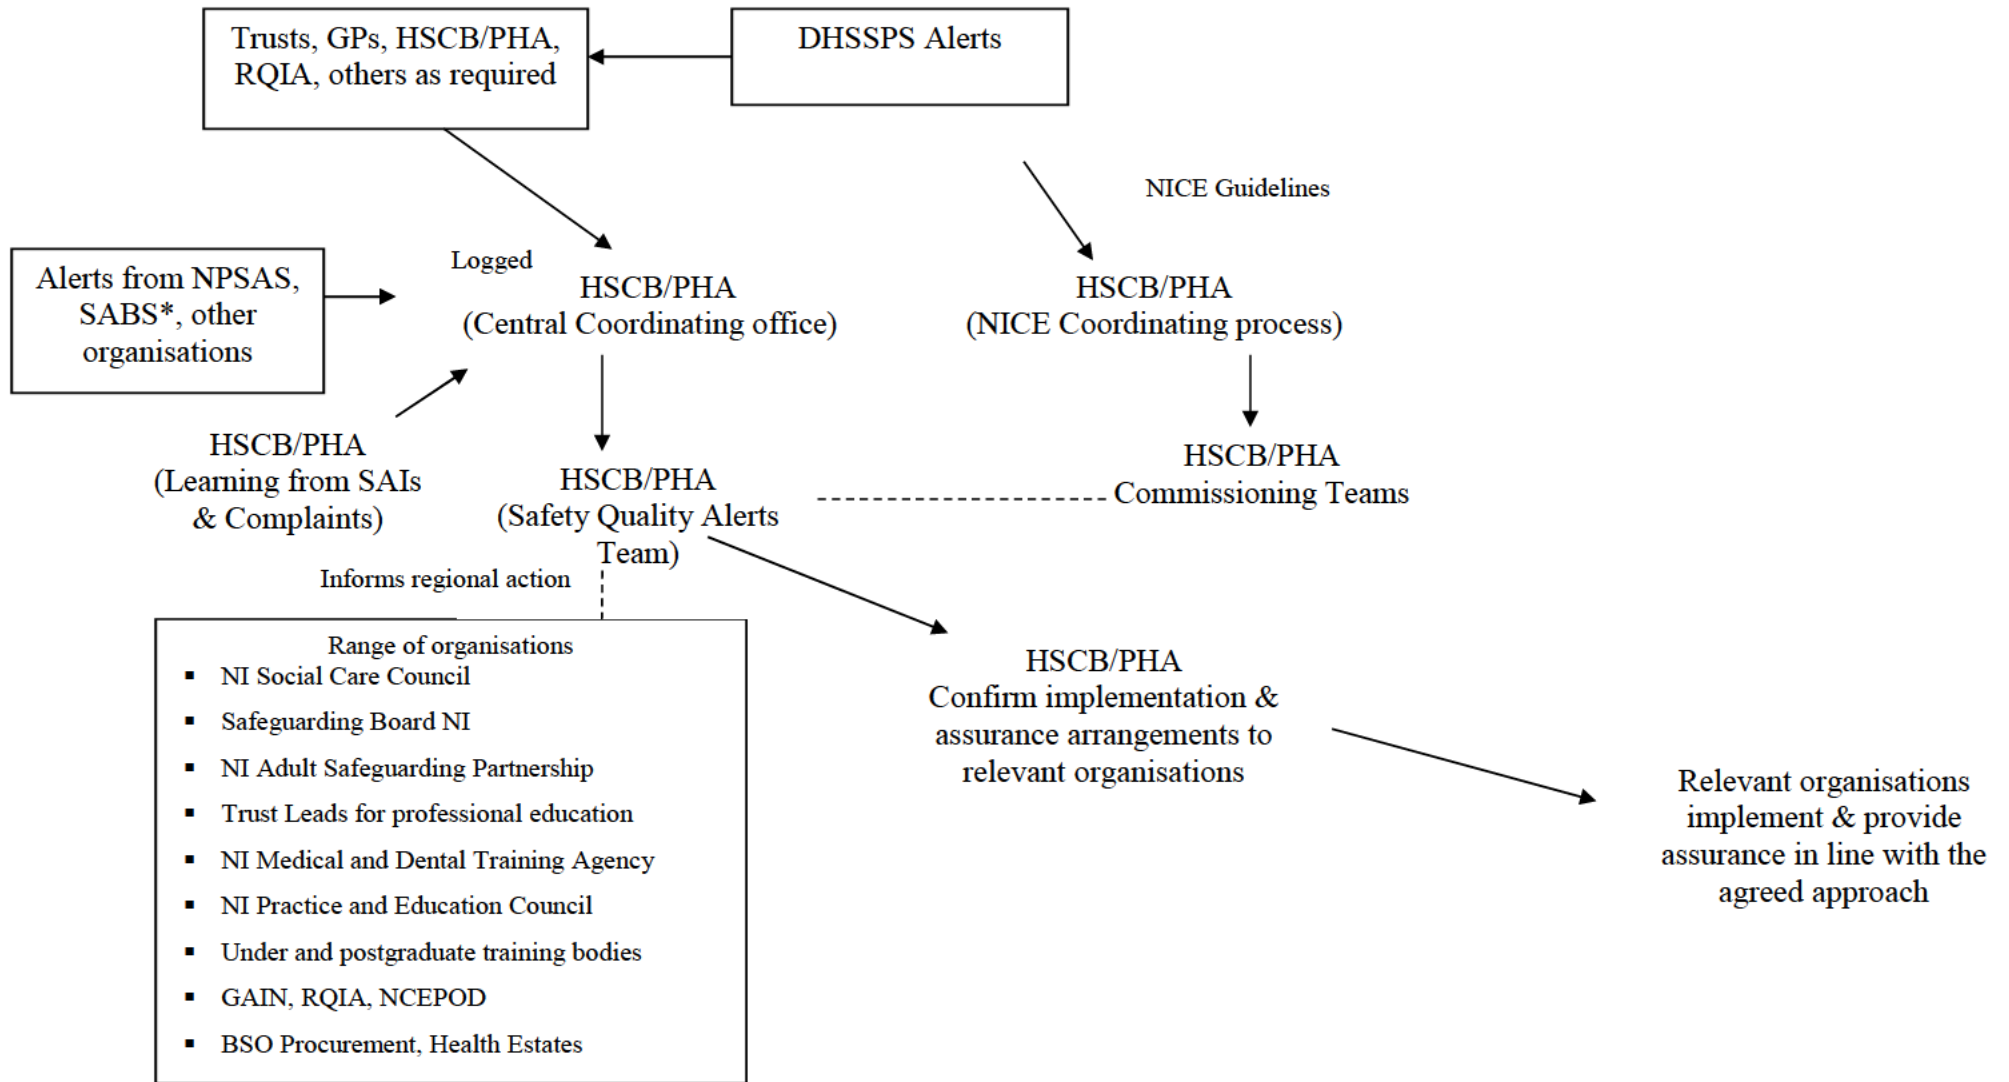 Trusts, GPs, HSCB/PHA,
RQIA, others as required
DHSSPS Alerts
NICE Guidelines
Logged
Alerts from NPSAS,
SABS*, other
organisations
HSCB/PHA
(Central Coordinating office)
HSCB/PHA
(NICE Coordinating process)
HSCB/PHA
(Learning from SAIs
& Complaints)
HSCB/PHA
(Safety Quality Alerts
Team)
HSCB/PHA
Commissioning Teams
Informs regional action
Range of organisations
▪ NI Social Care Council
▪ Safeguarding Board NI
▪ NI Adult Safeguarding Partnership
▪ Trust Leads for professional education
▪ NI Medical and Dental Training Agency
▪ NI Practice and Education Council
▪ Under and postgraduate training bodies
▪ GAIN, RQIA, NCEPOD
▪ BSO Procurement, Health Estates
HSCB/PHA
Confirm implementation &
assurance arrangements to
relevant organisations
Relevant organisations
implement & provide
assurance in line with the
agreed approach